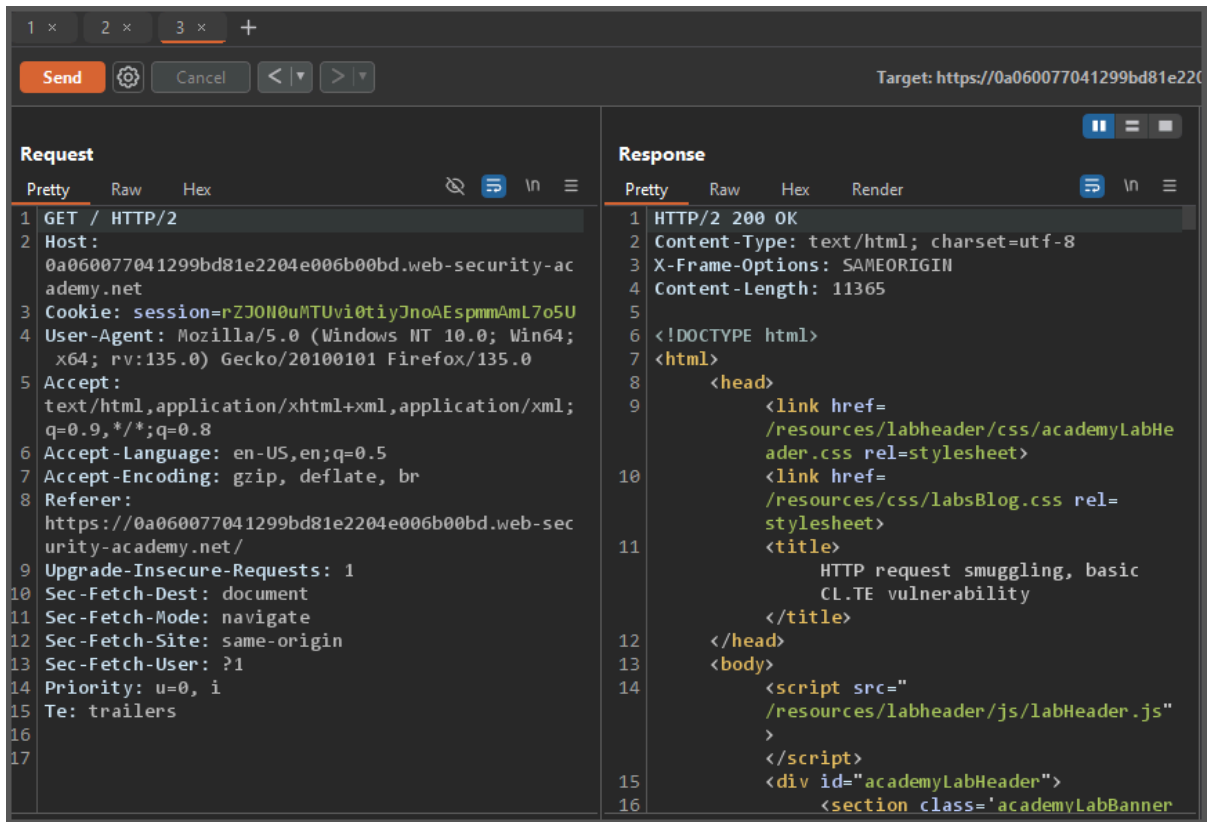 1 × 2 × 3 × +
Send Cancel < ▼ > ▼ Target: https://0a060077041299bd81e220
Request
Pretty Raw Hex \n
1 GET / HTTP/2
2 Host:
0a060077041299bd81e2204e006b00bd.web-security-ac
ademy.net
3 Cookie: session=rZJON0uMTUvi0tiyJnoAEspmmAmL7o5U
4 User-Agent: Mozilla/5.0 (Windows NT 10.0; Win64;
x64; rv:135.0) Gecko/20100101 Firefox/135.0
5 Accept:
text/html,application/xhtml+xml,application/xml;
q=0.9,*/*;q=0.8
6 Accept-Language: en-US,en;q=0.5
7 Accept-Encoding: gzip, deflate, br
8 Referer:
https://0a060077041299bd81e2204e006b00bd.web-sec
urity-academy.net/
9 Upgrade-Insecure-Requests: 1
10 Sec-Fetch-Dest: document
11 Sec-Fetch-Mode: navigate
12 Sec-Fetch-Site: same-origin
13 Sec-Fetch-User: ?1
14 Priority: u=0, i
15 Te: trailers
16
17
Response
Pretty Raw Hex Render \n
1 HTTP/2 200 OK
2 Content-Type: text/html; charset=utf-8
3 X-Frame-Options: SAMEORIGIN
4 Content-Length: 11365
5
6 <!DOCTYPE html>
7 <html>
8 <head>
9 <link href=
/resources/labheader/css/academyLabHe
ader.css rel=stylesheet>
10 <link href=
/resources/css/labsBlog.css rel=
stylesheet>
11 <title>
HTTP request smuggling, basic
CL.TE vulnerability
</title>
12 </head>
13 <body>
14 <script src="
/resources/labheader/js/labHeader.js"
>
</script>
15 <div id="academyLabHeader">
16 <section class='academyLabBanner